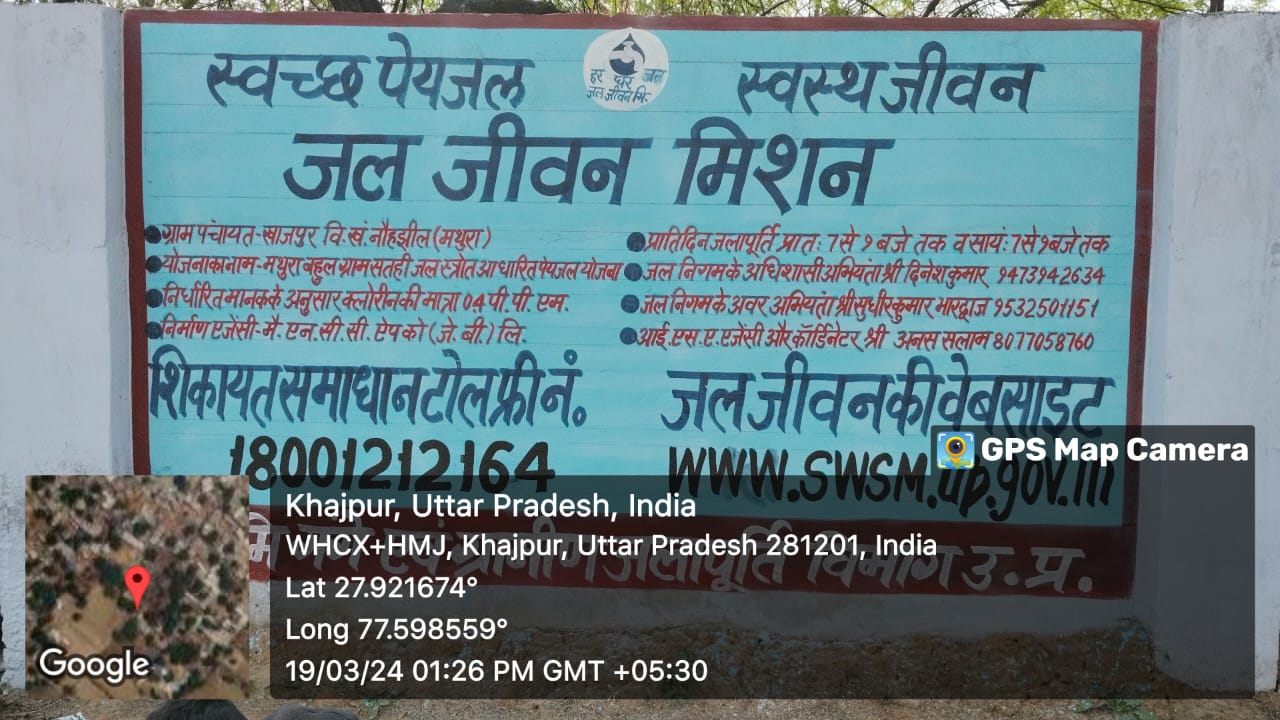 स्वच्छ पेयजल
हर घर जल
जल जीवन मि.
स्वस्थ जीवन
जल जीवन मिशन
ग्राम पंचायत-खाजपुर वि.खं. नौहझील (मथुरा)
योजना का नाम-मथुरा बहुल ग्राम सतही जल स्त्रोत आधारित पेयजल योजना
निर्धारित मानक के अनुसार क्लोरीन की मात्रा 04 पी.पी.एम.
निर्माण एजेंसी-मै. एन.सी.सी. ऐपको (जे.बी.) लि.
प्रातिदिन जलापूर्ति प्रातः 7 से 9 बजे तक व सायंः 7 से 9 बजे तक
जल निगम के अधिशासी अभियंता श्री दिनेश कुमार 9473942634
जल निगम के अवर अभियंता श्री सुधीर कुमार भारद्वाज 9532501151
आई.एस.ए. एजेंसी और कॉर्डिनेटर श्री अनस सलाम 8077058760
शिकायत समाधान टोल फ्री नं.
18001212164
जल जीवन की वेबसाइट
www.swsm.up.gov.in
गंगे एवं ग्रामीण जलापूर्ति विभाग उ.प्र.
GPS Map Camera
Khajpur, Uttar Pradesh, India
WHCX+HMJ, Khajpur, Uttar Pradesh 281201, India
Lat 27.921674°
Long 77.598559°
19/03/24 01:26 PM GMT +05:30
Google